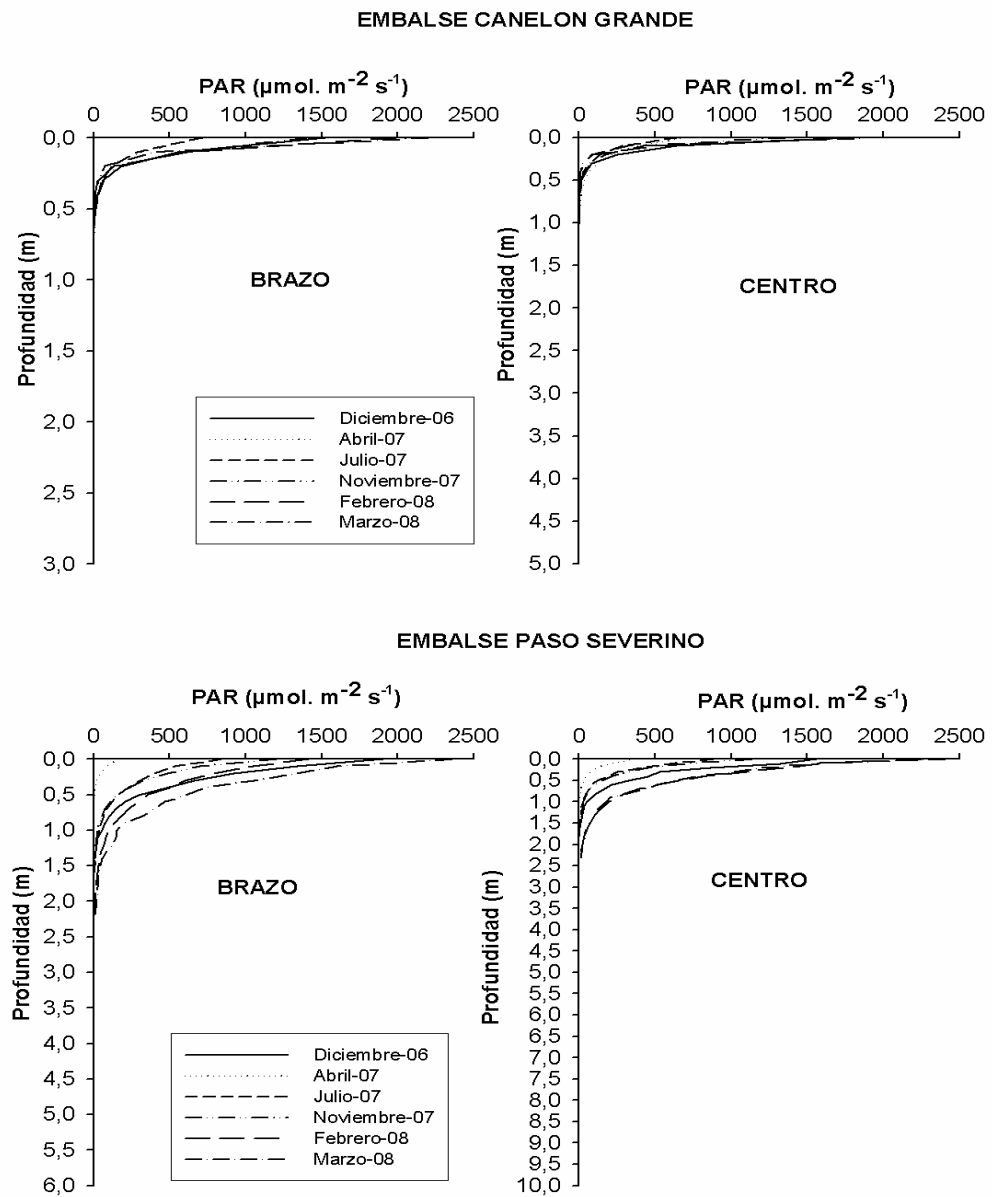 EMBALSE CANELON GRANDE
PAR (µmol. m-2 s-1)
0 500 1000 1500 2000 2500
0,0
0,5
1,0
1,5
2,0
2,5
3,0
Profundidad (m)
BRAZO
Diciembre-06
Abril-07
Julio-07
Noviembre-07
Febrero-08
Marzo-08
PAR (µmol. m-2 s-1)
0 500 1000 1500 2000 2500
0,0
0,5
1,0
1,5
2,0
2,5
3,0
3,5
4,0
4,5
5,0
Profundidad (m)
CENTRO
EMBALSE PASO SEVERINO
PAR (µmol. m-2 s-1)
0 500 1000 1500 2000 2500
0,0
0,5
1,0
1,5
2,0
2,5
3,0
3,5
4,0
4,5
5,0
5,5
6,0
Profundidad (m)
BRAZO
Diciembre-06
Abril-07
Julio-07
Noviembre-07
Febrero-08
Marzo-08
PAR (µmol. m-2 s-1)
0 500 1000 1500 2000 2500
0,0
0,5
1,0
1,5
2,0
2,5
3,0
3,5
4,0
4,5
5,0
5,5
6,0
6,5
7,0
7,5
8,0
8,5
9,0
9,5
10,0
Profundidad (m)
CENTRO